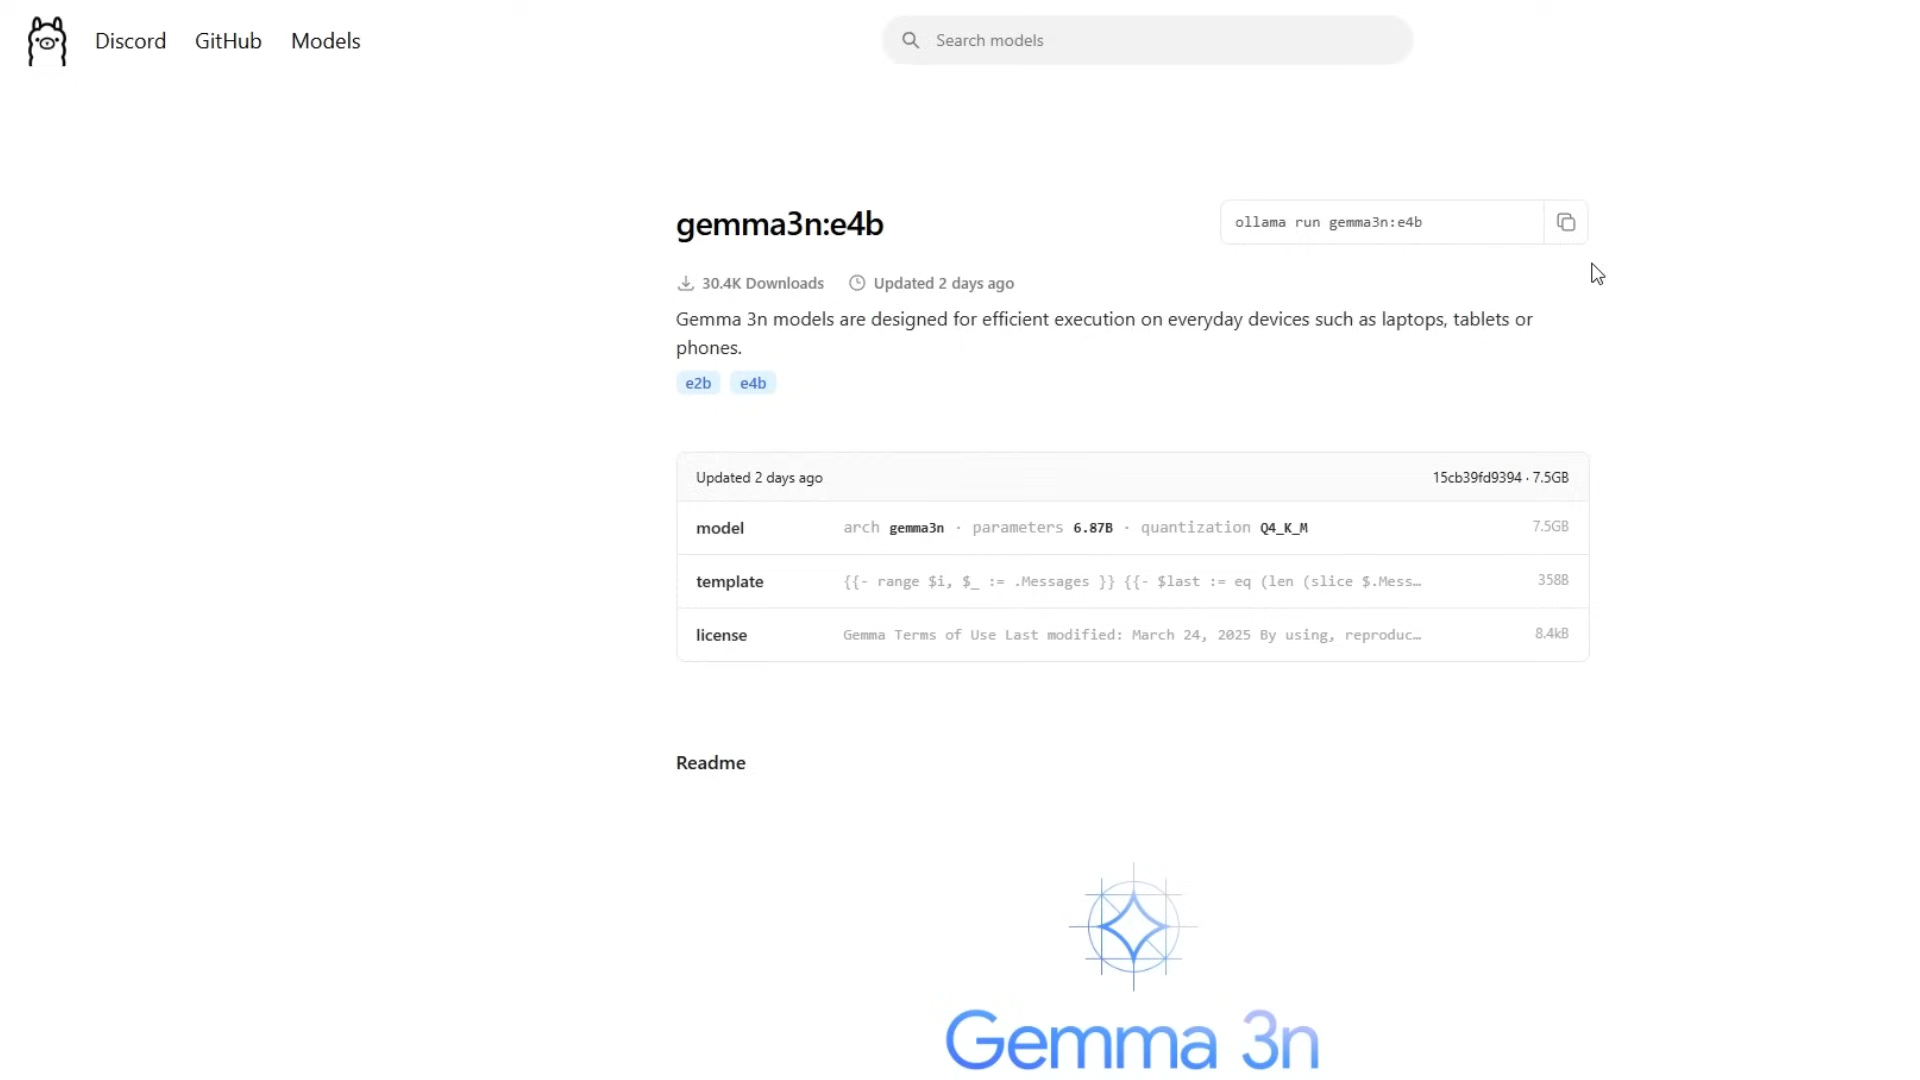 Discord GitHub Models
Search models
gemma3n:e4b
ollama run gemma3n:e4b
30.4K Downloads Updated 2 days ago
Gemma 3n models are designed for efficient execution on everyday devices such as laptops, tablets or
phones.
e2b e4b
Updated 2 days ago 15cb39fd9394 · 7.5GB
model arch gemma3n · parameters 6.87B · quantization Q4_K_M 7.5GB
template {{- range $i, $_ := .Messages }} {{- $last := eq (len (slice $.Mess… 358B
license Gemma Terms of Use Last modified: March 24, 2025 By using, reproduc… 8.4kB
Readme
Gemma 3n